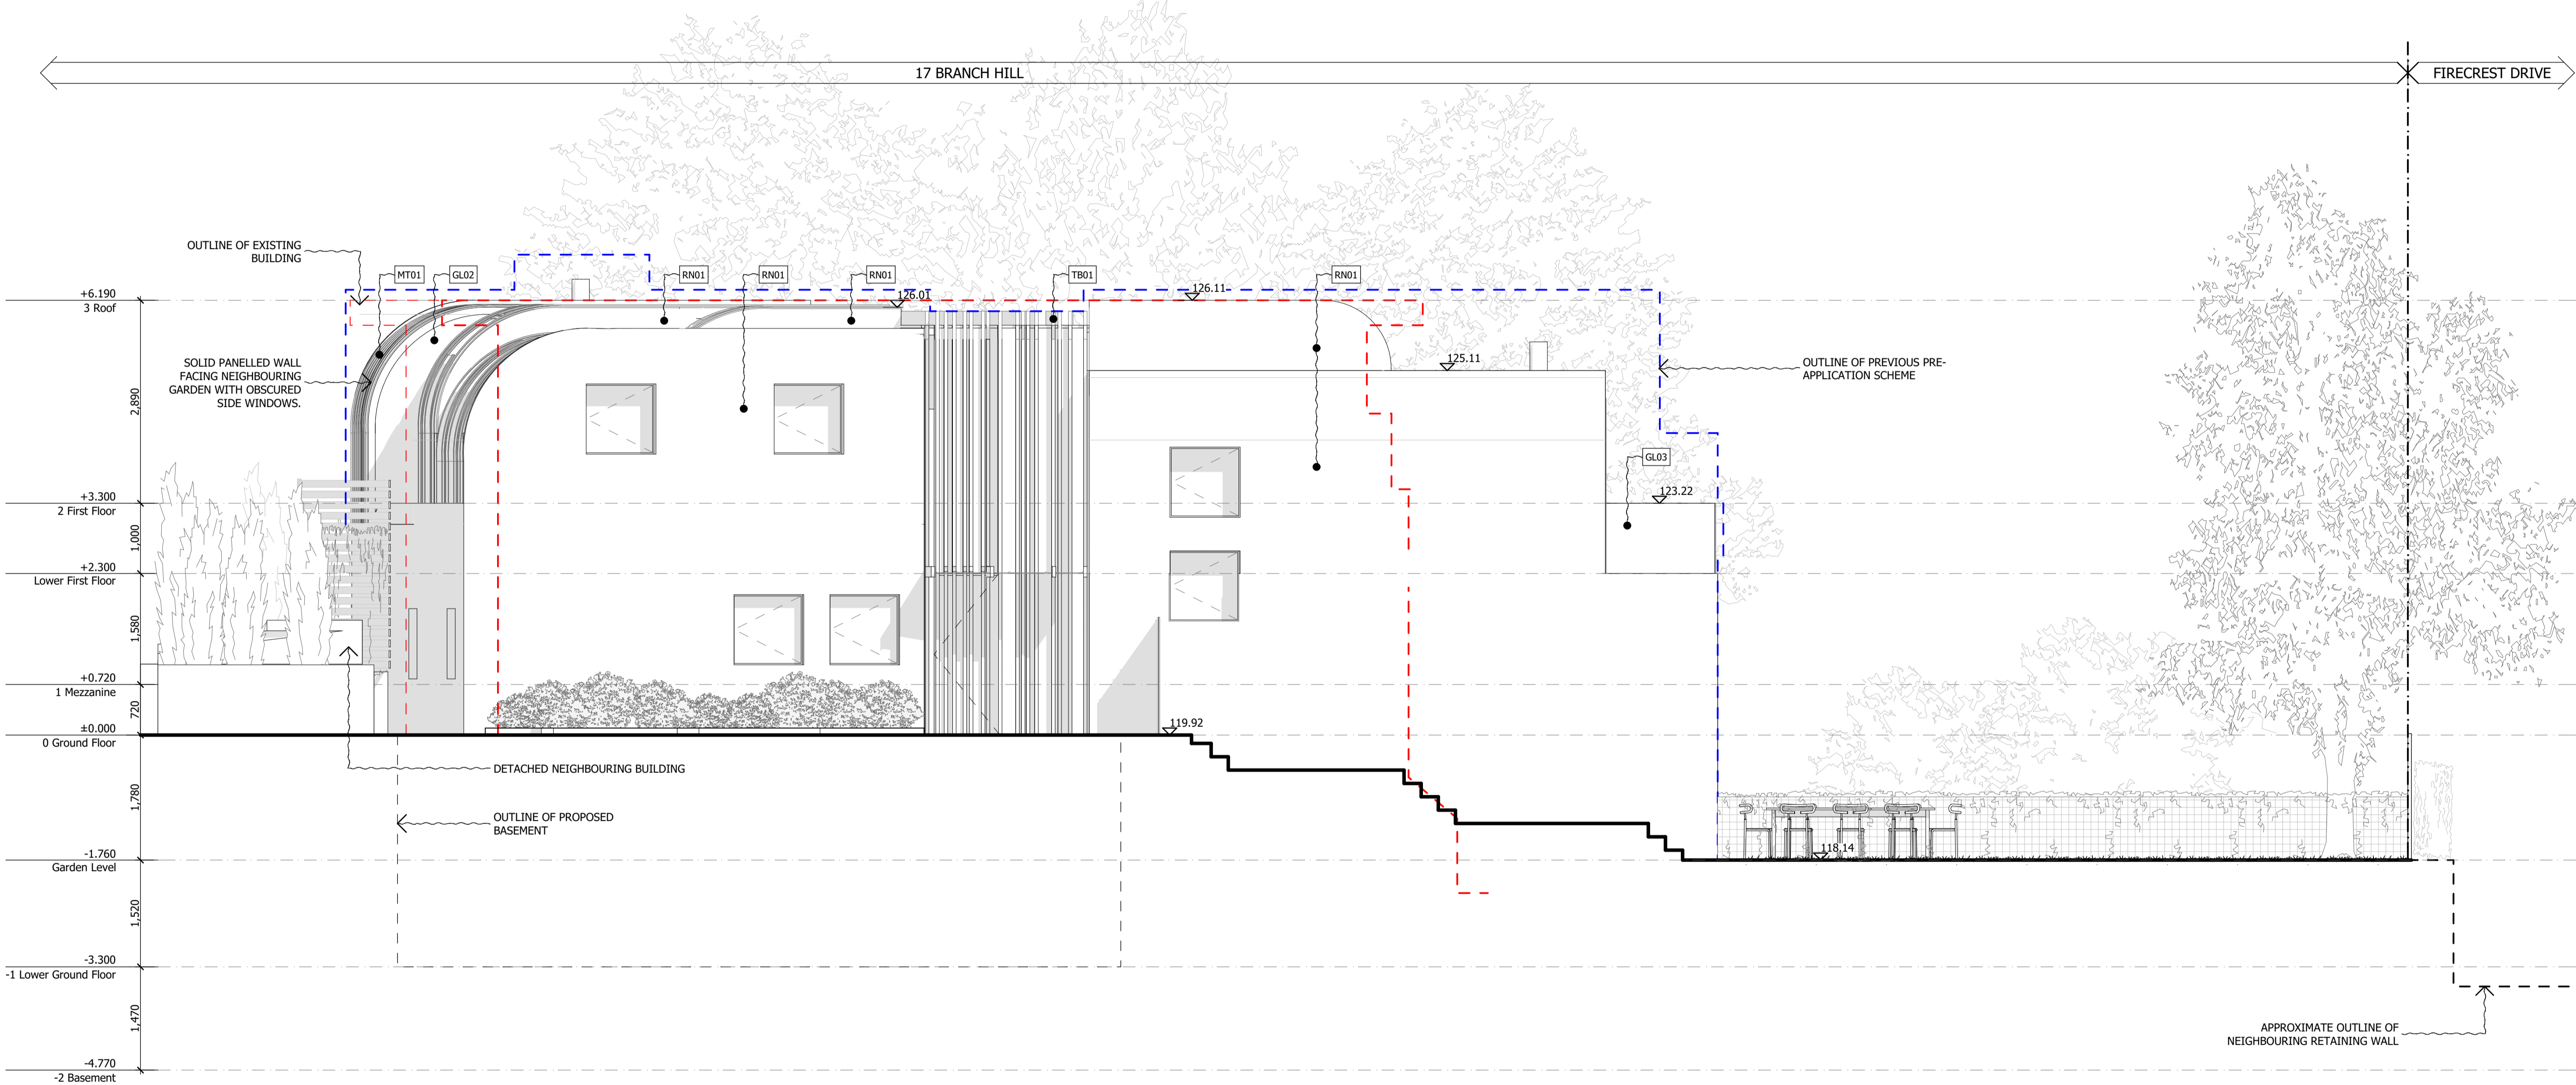 17 BRANCH HILL
FIRECREST DRIVE
OUTLINE OF EXISTING
BUILDING
MT01
GL02
RN01
RN01
RN01
TB01
RN01
+6.190
3 Roof
126.01
126.11
SOLID PANELLED WALL
FACING NEIGHBOURING
GARDEN WITH OBSCURED
SIDE WINDOWS.
125.11
OUTLINE OF PREVIOUS PRE-
APPLICATION SCHEME
2,890
GL03
+3.300
2 First Floor
123.22
1,000
+2.300
Lower First Floor
1,580
+0.720
1 Mezzanine
720
±0.000
0 Ground Floor
119.92
DETACHED NEIGHBOURING BUILDING
1,780
OUTLINE OF PROPOSED
BASEMENT
-1.760
Garden Level
118.14
1,520
-3.300
-1 Lower Ground Floor
1,470
APPROXIMATE OUTLINE OF
NEIGHBOURING RETAINING WALL
-4.770
-2 Basement